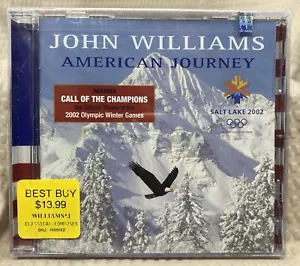 JOHN WILLIAMS
AMERICAN JOURNEY
INCLUDES
CALL OF THE CHAMPIONS
2002 Olympic Winter Games
SALT LAKE 2002
BEST BUY
$13.99
WILLIAMS*J